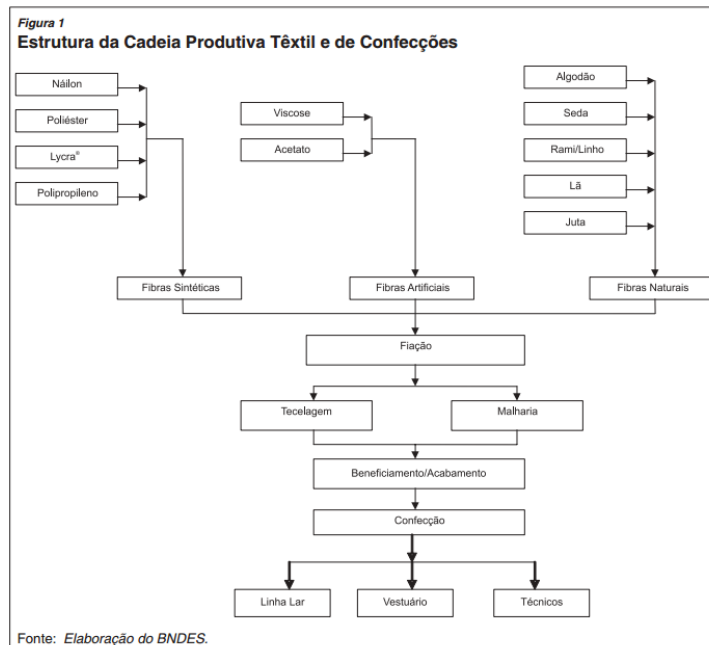 Figura 1
Estrutura da Cadeia Produtiva Têxtil e de Confecções
Náilon
Poliéster
Lycra®
Polipropileno
Viscose
Acetato
Algodão
Seda
Rami/Linho
Lã
Juta
Fibras Sintéticas
Fibras Artificiais
Fibras Naturais
Fiação
Tecelagem
Malharia
Beneficiamento/Acabamento
Confecção
Linha Lar
Vestuário
Técnicos
Fonte: Elaboração do BNDES.